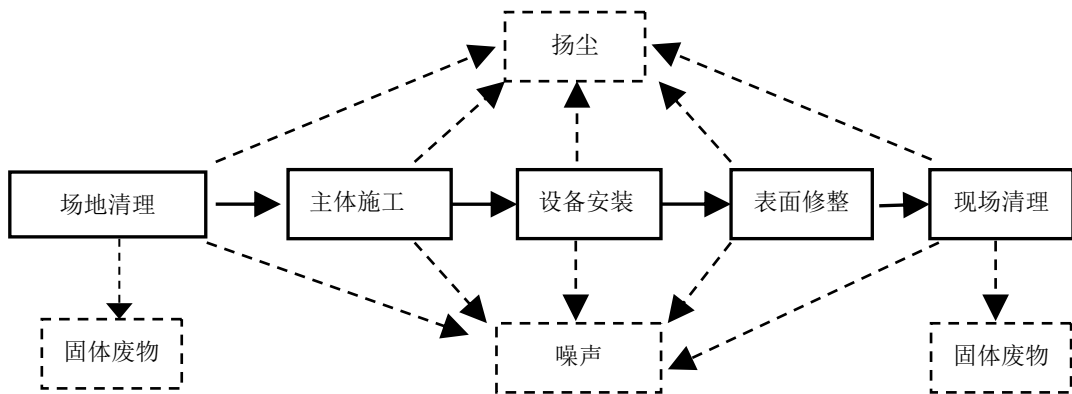 扬尘
场地清理
主体施工
设备安装
表面修整
现场清理
固体废物
噪声
固体废物